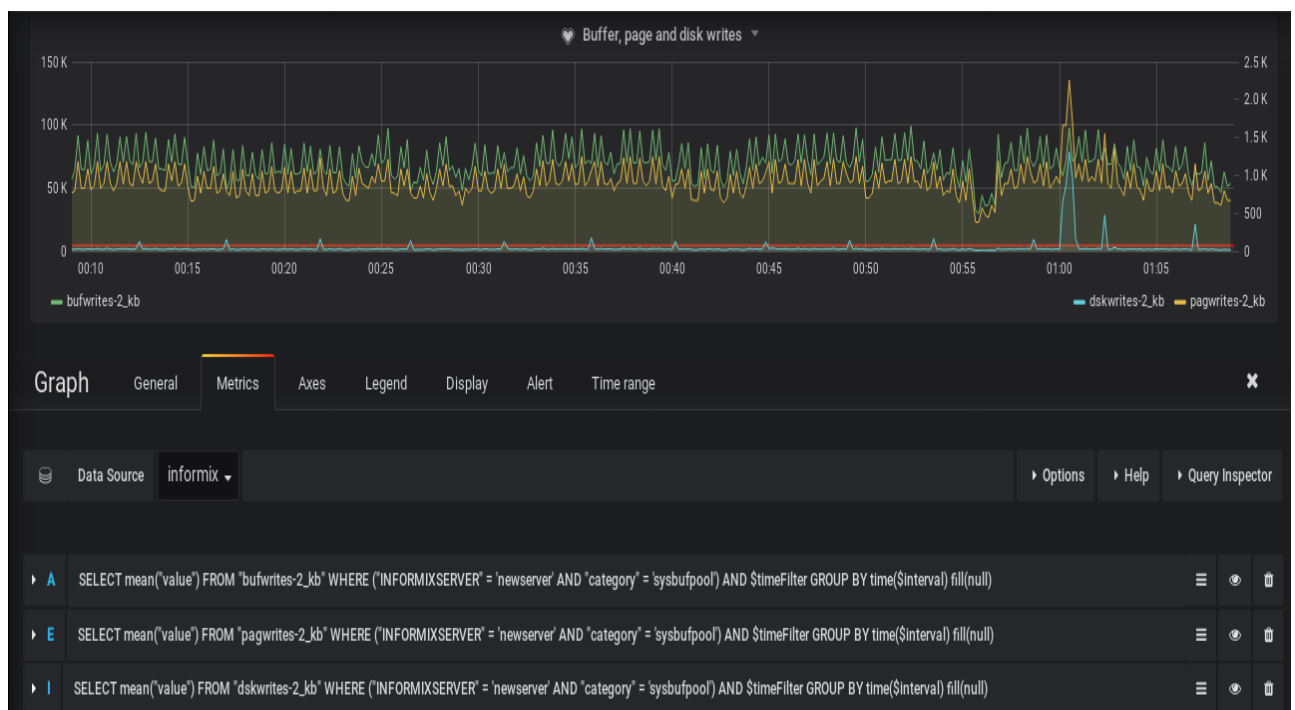 Buffer, page and disk writes
150 K
2.5 K
2.0 K
100 K
1.5 K
1.0 K
50 K
500
0
0
00:10 00:15 00:20 00:25 00:30 00:35 00:40 00:45 00:50 00:55 01:00 01:05
bufwrites-2_kb dskwrites-2_kb pagwrites-2_kb
Graph General Metrics Axes Legend Display Alert Time range
Data Source informix Options Help Query Inspector
A SELECT mean("value") FROM "bufwrites-2_kb" WHERE ("INFORMIXSERVER" = 'newserver' AND "category" = 'sysbufpool') AND $timeFilter GROUP BY time($interval) fill(null)
E SELECT mean("value") FROM "pagwrites-2_kb" WHERE ("INFORMIXSERVER" = 'newserver' AND "category" = 'sysbufpool') AND $timeFilter GROUP BY time($interval) fill(null)
I SELECT mean("value") FROM "dskwrites-2_kb" WHERE ("INFORMIXSERVER" = 'newserver' AND "category" = 'sysbufpool') AND $timeFilter GROUP BY time($interval) fill(null)